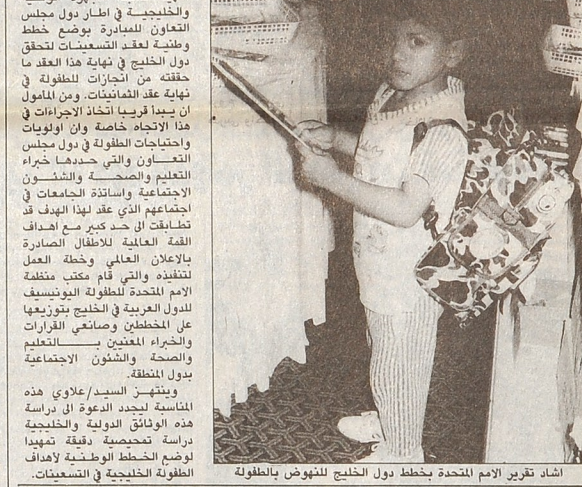 والخليجية في اطار دول مجلس
التعاون للمبادرة بوضع خطط
وطنية لعقد التسعينات لتحقق
دول الخليج في نهاية هذا العقد ما
حققته من انجازات للطفولة في
نهاية عقد الثمانينات. ومن المأمول
ان يبدأ قريبا اتخاذ الاجراءات في
هذا الاتجاه خاصة وان اولويات
واحتياجات الطفولة في دول مجلس
التعـاون والتي حددها خبراء
التعليم والصحـة والشئـون
الاجتماعية واساتذة الجامعات في
اجتماعهم الذي عقد لهذا الهدف قد
تطابقت الى حد كبير مع اهداف
القمة العالمية للاطفال الصادرة
بالاعلان العالمي وخطة العمل
لتنفيذه والتي قام مكتب منظمة
الامم المتحدة للطفولة اليونيسيف
للدول العربية في الخليج بتوزيعها
على المخططين وصانعي القرارات
والخبراء المعنيين بـالتعليم
والصحة والشئون الاجتماعية
بدول المنطقة.
وينتهـز السيد/علاوي هذه
المناسبة ليجدد الدعوة الى دراسة
هذه الوثائق الدولية والخليجية
دراسة تمحيصية دقيقة تمهيدا
لوضع الخطط الوطنية لأهداف
الطفولة الخليجية في التسعينات.
اشاد تقرير الامم المتحدة بخطط دول الخليج للنهوض بالطفولة